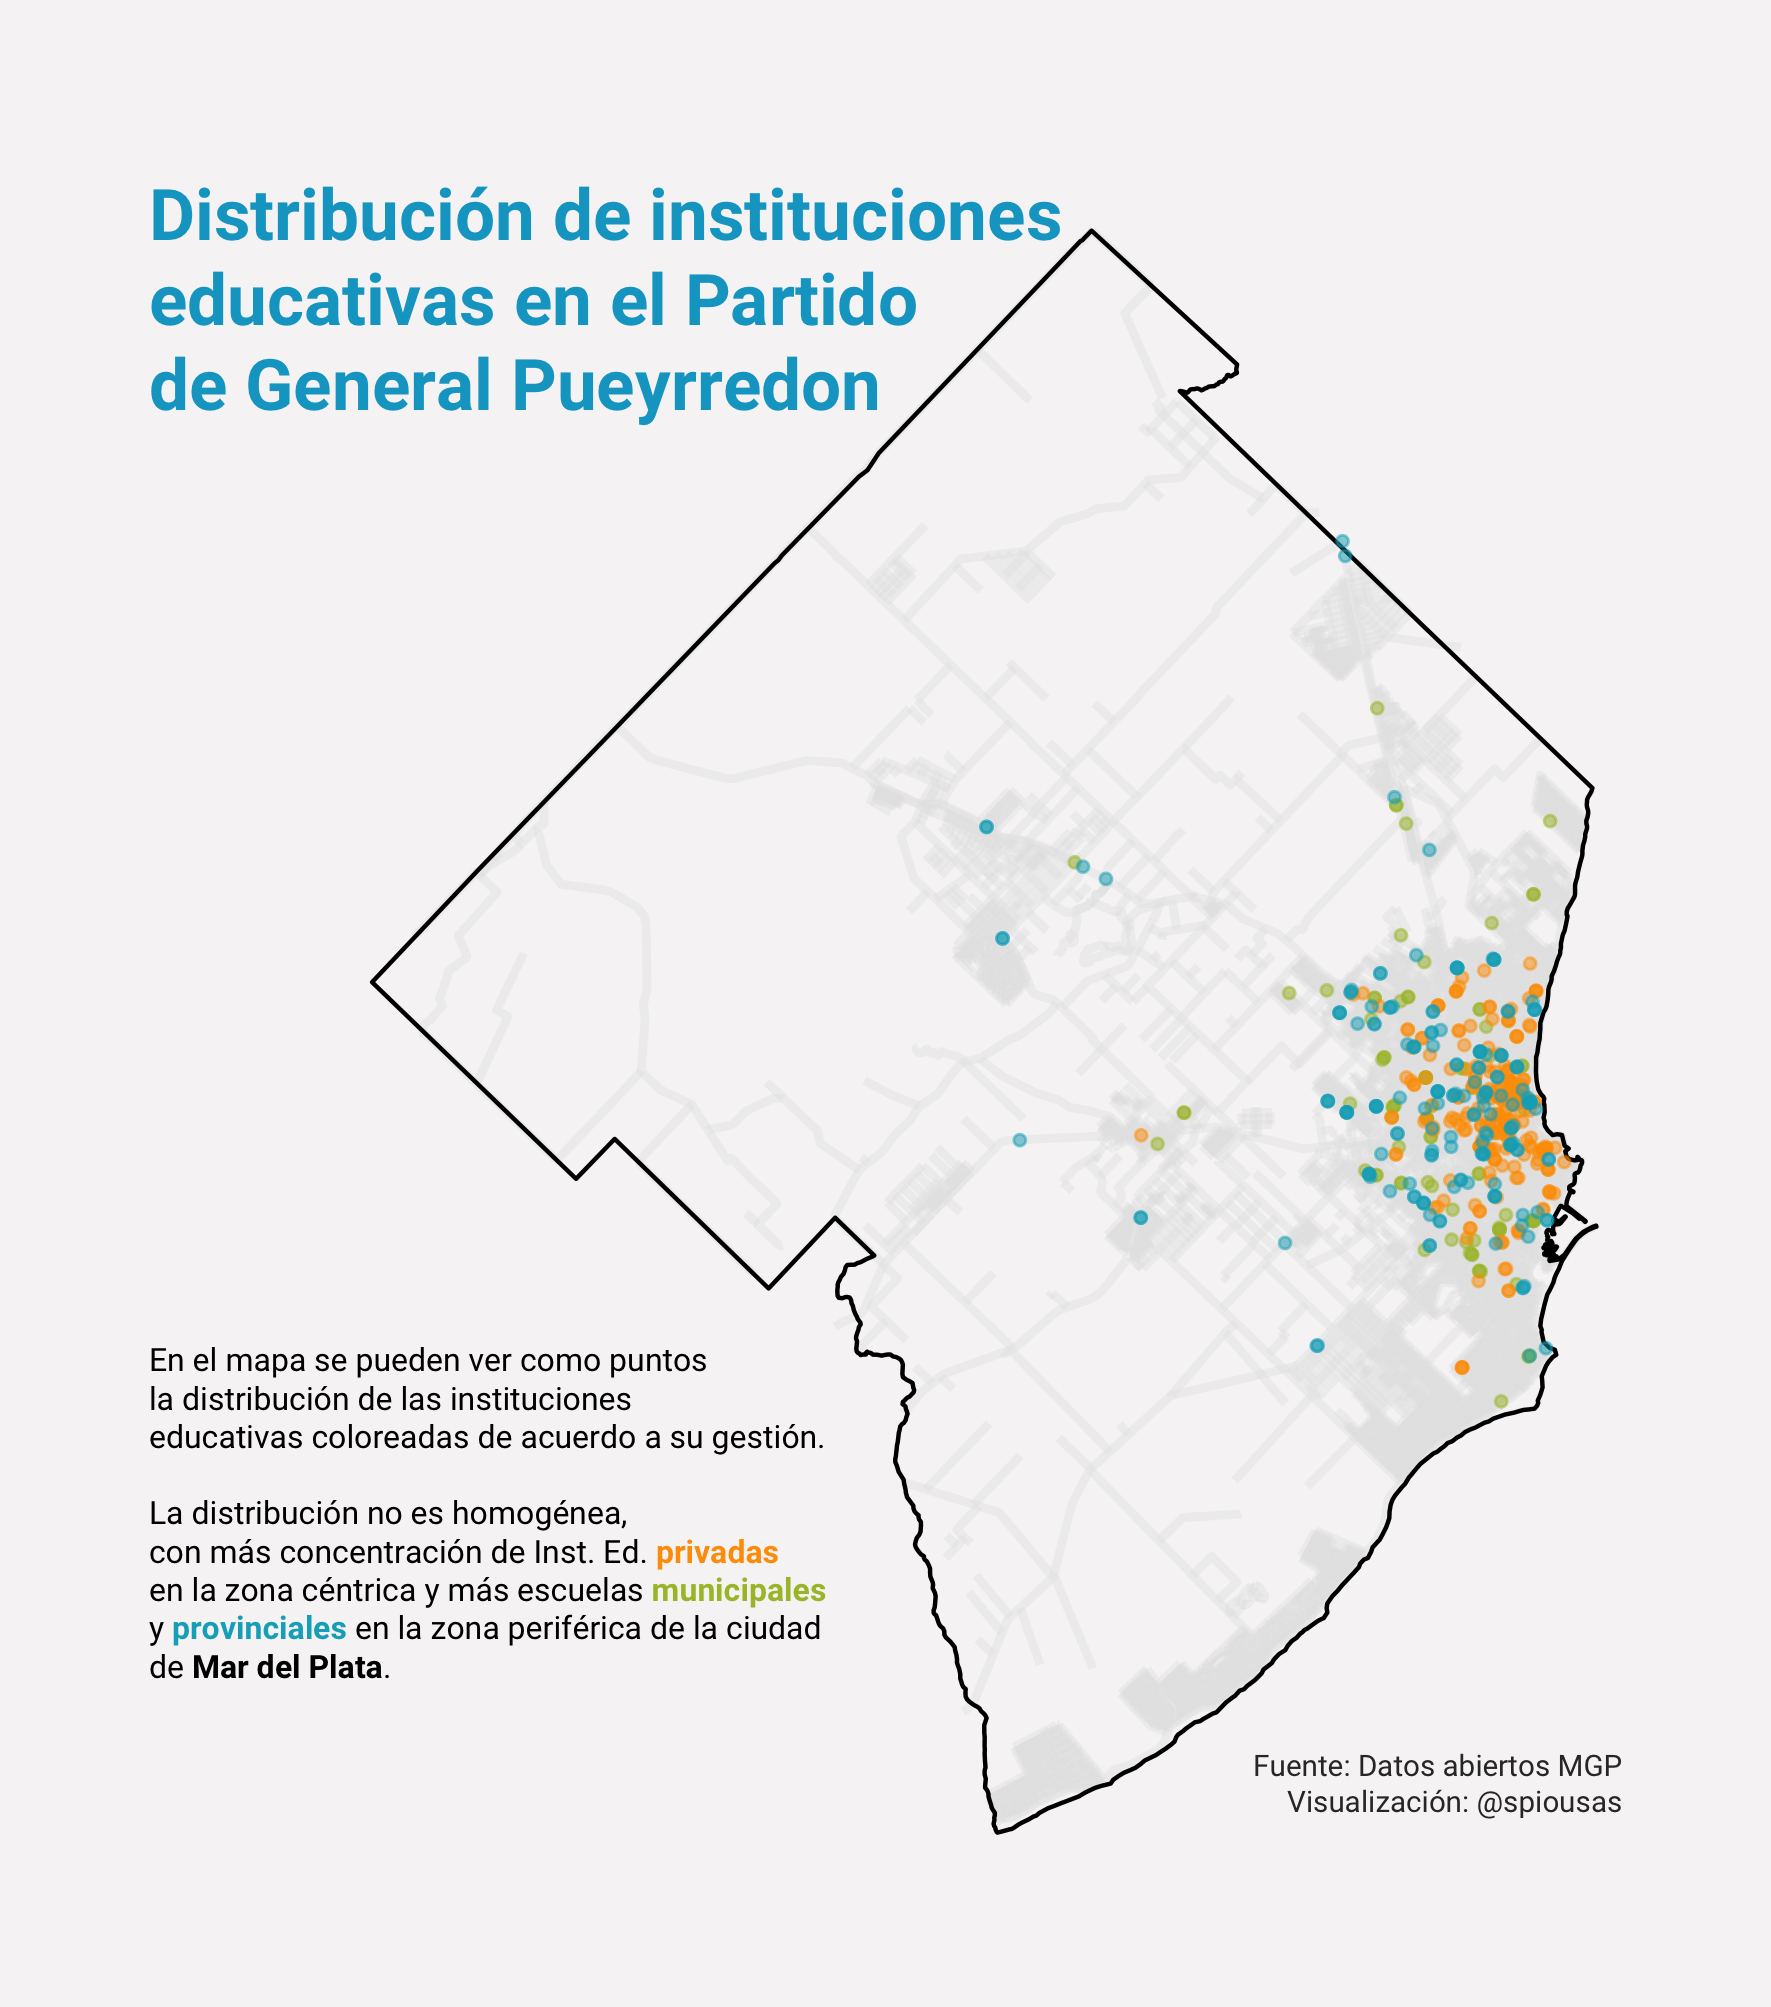 Distribución de instituciones
educativas en el Partido
de General Pueyrredon
En el mapa se pueden ver como puntos
la distribución de las instituciones
educativas coloreadas de acuerdo a su gestión.
La distribución no es homogénea,
con más concentración de Inst. Ed. privadas
en la zona céntrica y más escuelas municipales
y provinciales en la zona periférica de la ciudad
de Mar del Plata.
Fuente: Datos abiertos MGP
Visualización: @spiousas